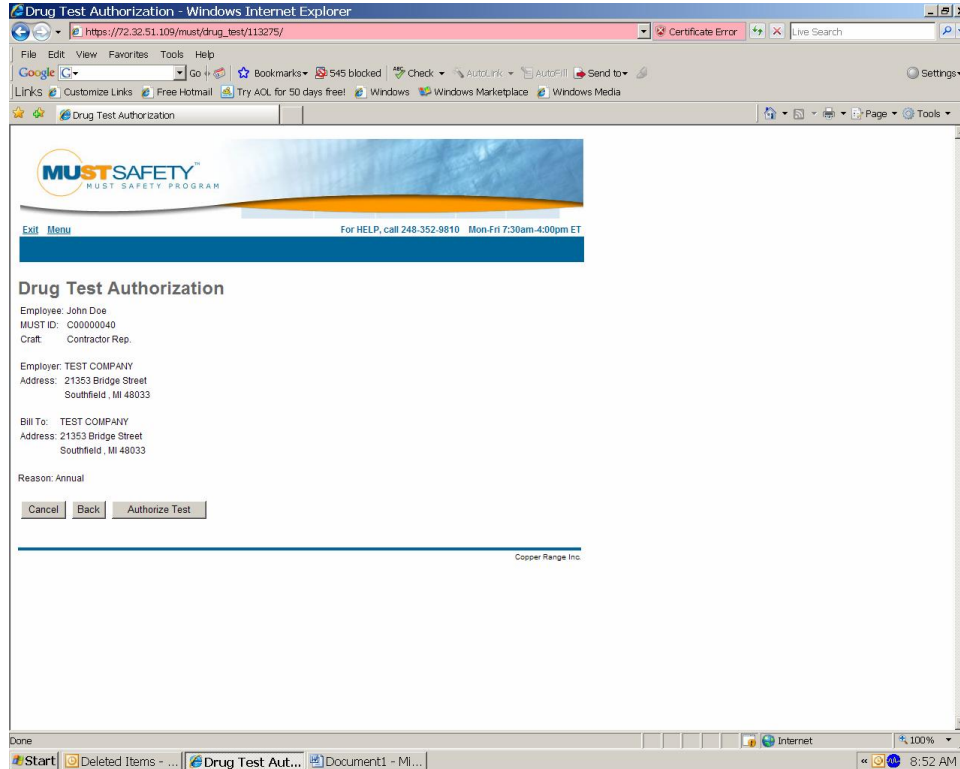 Drug Test Authorization - Windows Internet Explorer
https://72.32.51.109/must/drug_test/113275/ Certificate Error Live Search
File Edit View Favorites Tools Help
Google G Go Bookmarks 545 blocked ABC Check AutoLink AutoFill Send to Settings
Links Customize Links Free Hotmail Try AOL for 50 days free! Windows Windows Marketplace Windows Media
Drug Test Authorization Page Tools
MUSTSAFETY™
MUST SAFETY PROGRAM
Exit Menu For HELP, call 248-352-9810 Mon-Fri 7:30am-4:00pm ET
Drug Test Authorization
Employee: John Doe
MUST ID: C00000040
Craft: Contractor Rep.
Employer: TEST COMPANY
Address: 21353 Bridge Street
Southfield , MI 48033
Bill To: TEST COMPANY
Address: 21353 Bridge Street
Southfield , MI 48033
Reason: Annual
Cancel Back Authorize Test
Copper Range Inc.
Done Internet 100%
Start Deleted Items - ... Drug Test Aut... Document1 - Mi... « 8:52 AM